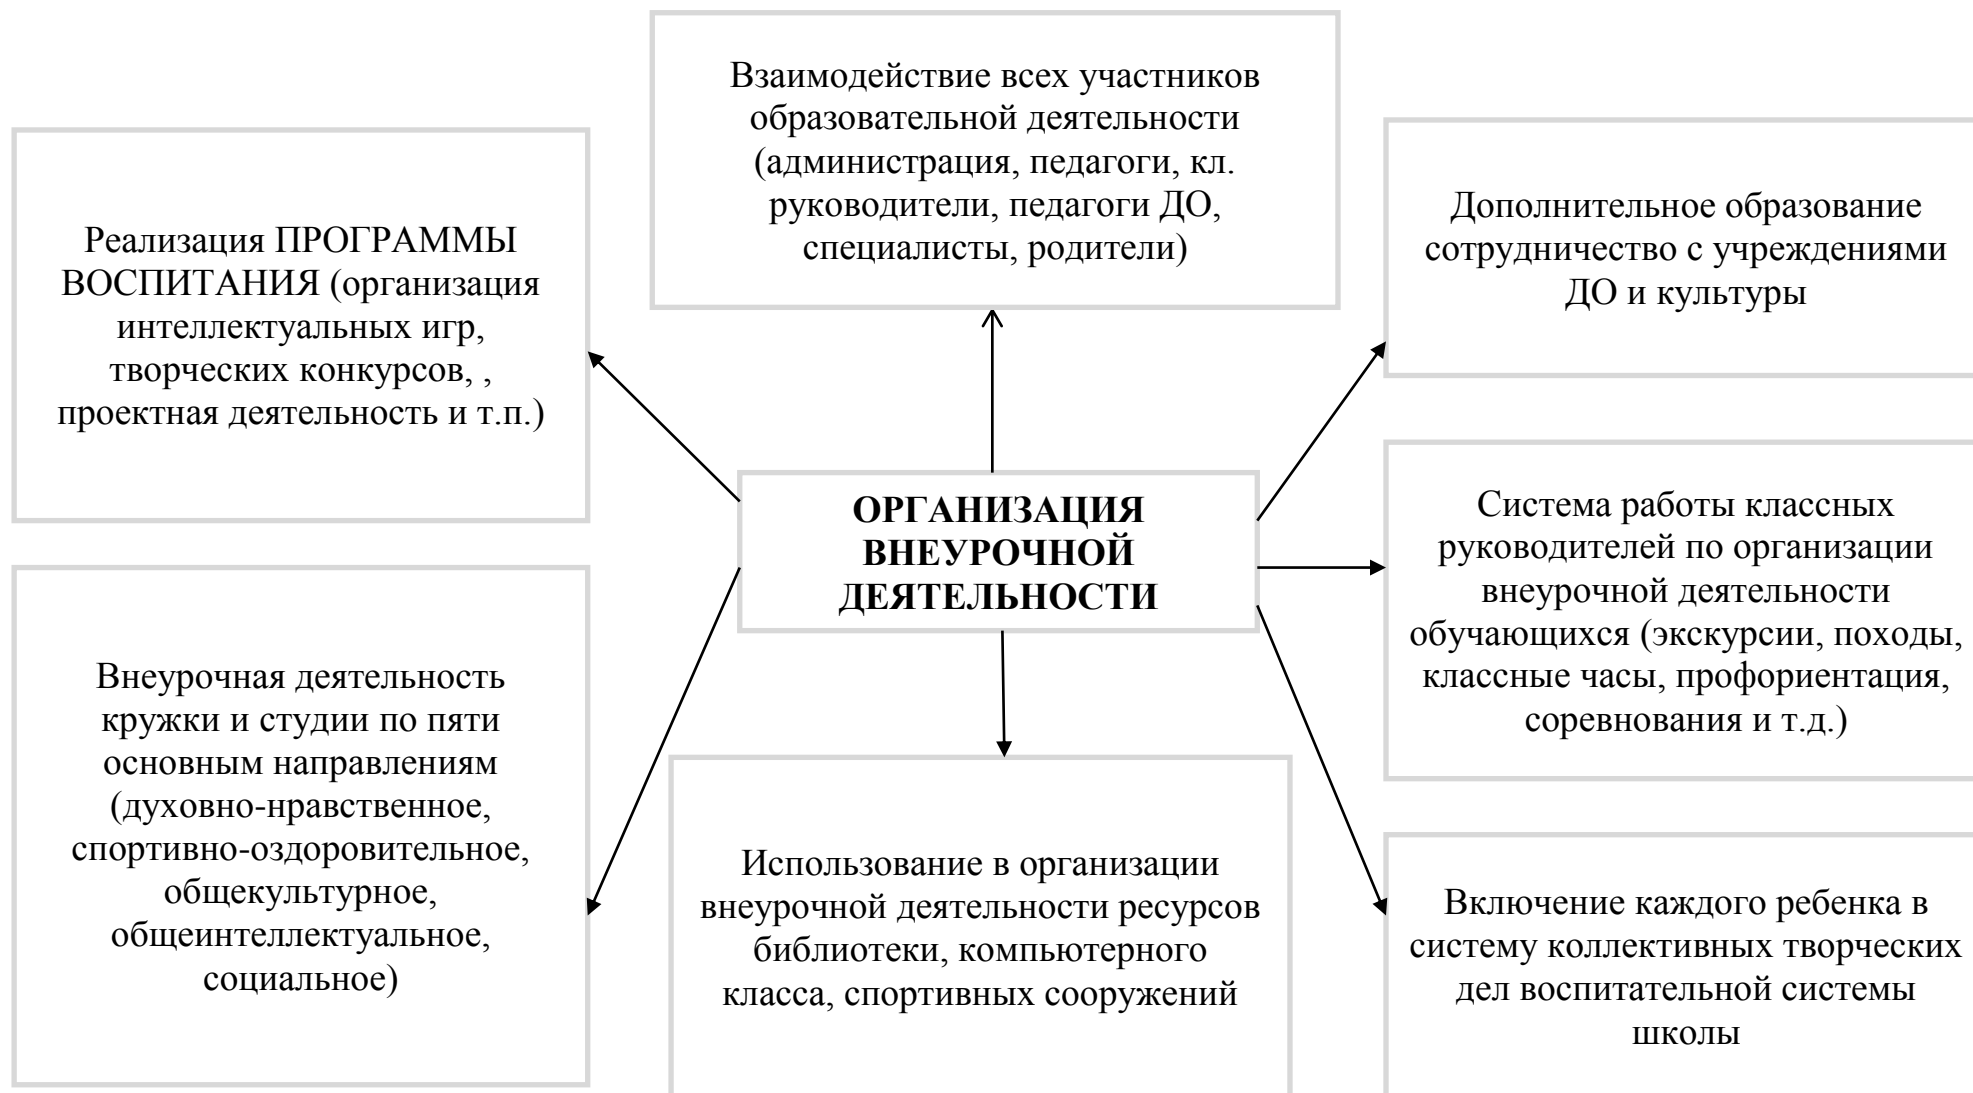 Взаимодействие всех участников
образовательной деятельности
(администрация, педагоги, кл.
руководители, педагоги ДО,
специалисты, родители)
Реализация ПРОГРАММЫ
ВОСПИТАНИЯ (организация
интеллектуальных игр,
творческих конкурсов, ,
проектная деятельность и т.п.)
Дополнительное образование
сотрудничество с учреждениями
ДО и культуры
ОРГАНИЗАЦИЯ
ВНЕУРОЧНОЙ
ДЕЯТЕЛЬНОСТИ
Система работы классных
руководителей по организации
внеурочной деятельности
обучающихся (экскурсии, походы,
классные часы, профориентация,
соревнования и т.д.)
Внеурочная деятельность
кружки и студии по пяти
основным направлениям
(духовно-нравственное,
спортивно-оздоровительное,
общекультурное,
общеинтеллектуальное,
социальное)
Использование в организации
внеурочной деятельности ресурсов
библиотеки, компьютерного
класса, спортивных сооружений
Включение каждого ребенка в
систему коллективных творческих
дел воспитательной системы
школы